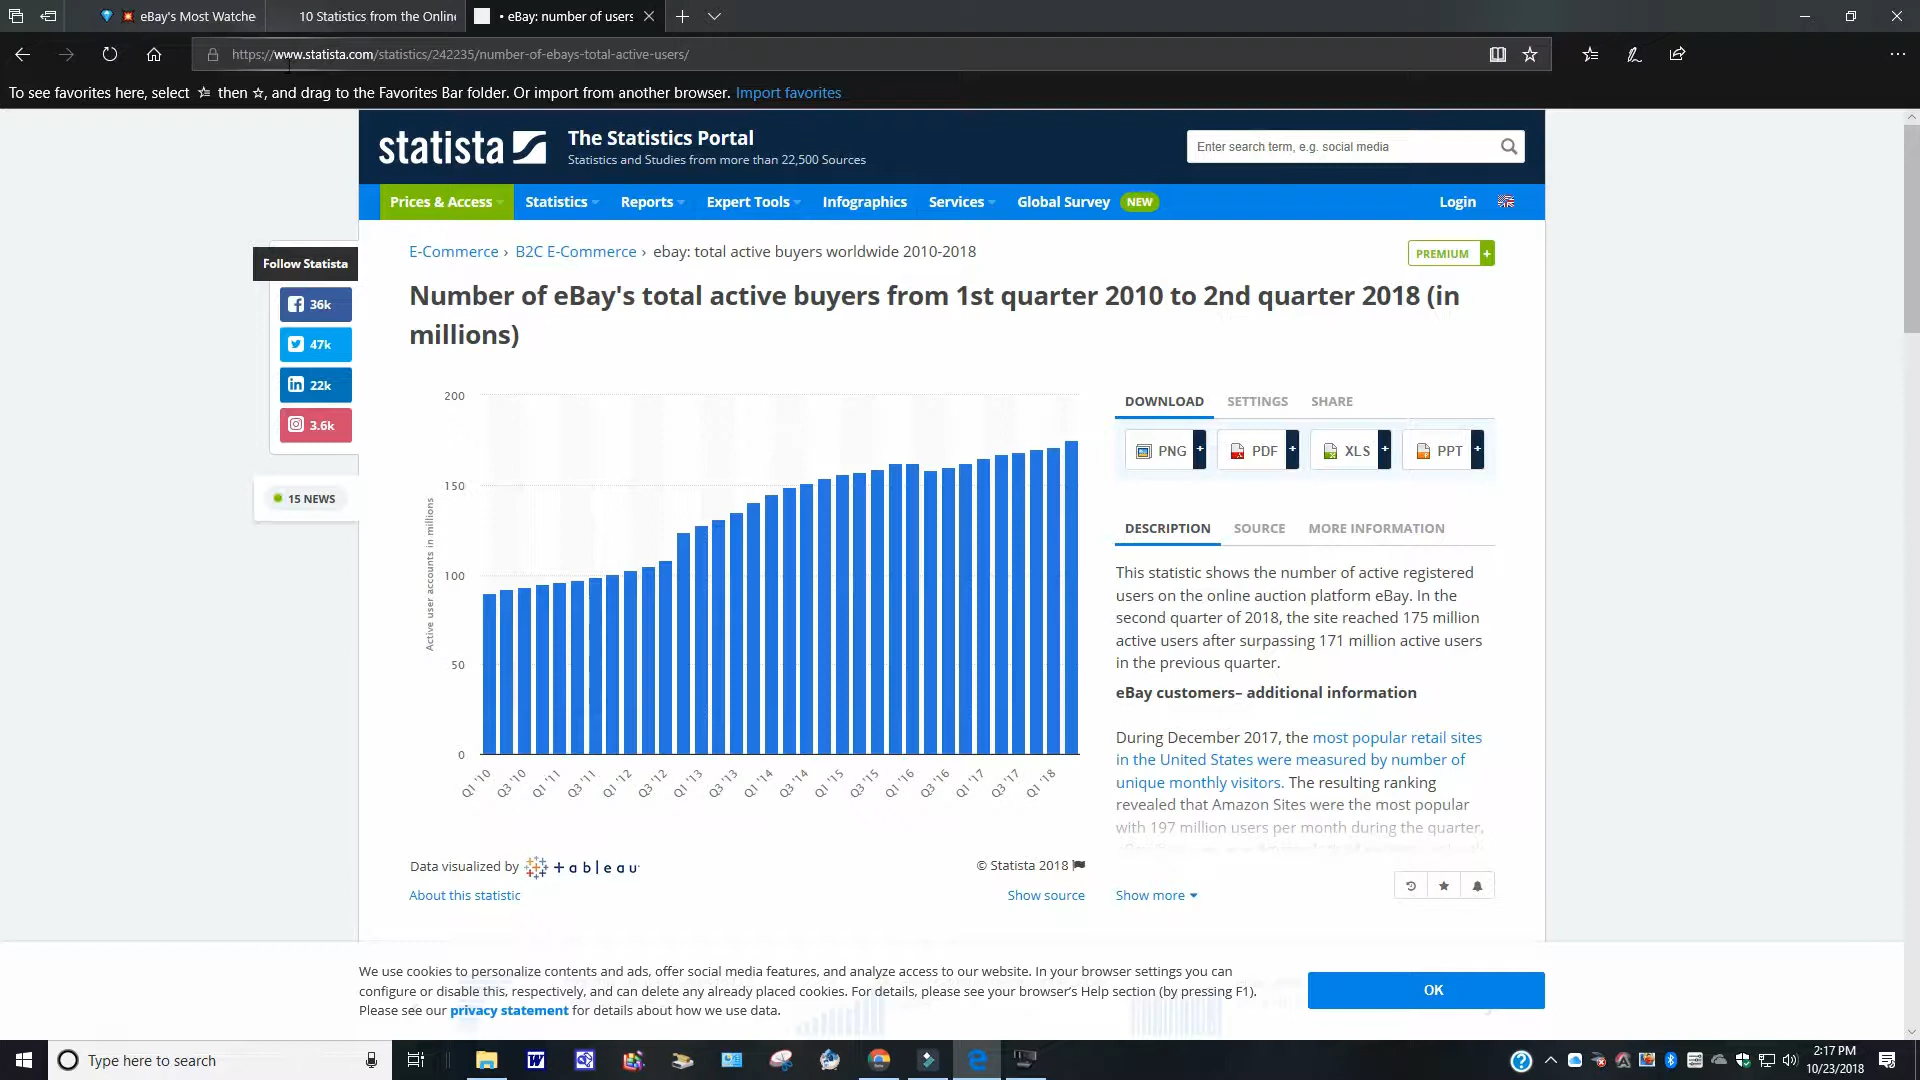 eBay's Most Watche
10 Statistics from the Online
• eBay: number of users
https://www.statista.com/statistics/242235/number-of-ebays-total-active-users/
To see favorites here, select then ☆, and drag to the Favorites Bar folder. Or import from another browser. Import favorites
statista
The Statistics Portal
Statistics and Studies from more than 22,500 Sources
Enter search term, e.g. social media
Prices & Access
Statistics
Reports
Expert Tools
Infographics
Services
Global Survey
NEW
Login
Follow Statista
36k
47k
in 22k
3.6k
15 NEWS
E-Commerce › B2C E-Commerce › ebay: total active buyers worldwide 2010-2018
PREMIUM +
Number of eBay's total active buyers from 1st quarter 2010 to 2nd quarter 2018 (in
millions)
Active user accounts in millions
200
150
100
50
0
Q1 '10
Q3 '10
Q1 '11
Q3 '11
Q1 '12
Q3 '12
Q1 '13
Q3 '13
Q1 '14
Q3 '14
Q1 '15
Q3 '15
Q1 '16
Q3 '16
Q1 '17
Q3 '17
Q1 '18
Data visualized by +ableau
© Statista 2018
About this statistic
Show source
DOWNLOAD
SETTINGS
SHARE
PNG +
PDF +
XLS +
PPT +
DESCRIPTION
SOURCE
MORE INFORMATION
This statistic shows the number of active registered
users on the online auction platform eBay. In the
second quarter of 2018, the site reached 175 million
active users after surpassing 171 million active users
in the previous quarter.
eBay customers– additional information
During December 2017, the most popular retail sites
in the United States were measured by number of
unique monthly visitors. The resulting ranking
revealed that Amazon Sites were the most popular
with 197 million users per month during the quarter,
Show more
We use cookies to personalize contents and ads, offer social media features, and analyze access to our website. In your browser settings you can
configure or disable this, respectively, and can delete any already placed cookies. For details, please see your browser's Help section (by pressing F1).
Please see our privacy statement for details about how we use data.
OK
Type here to search
2:17 PM
10/23/2018